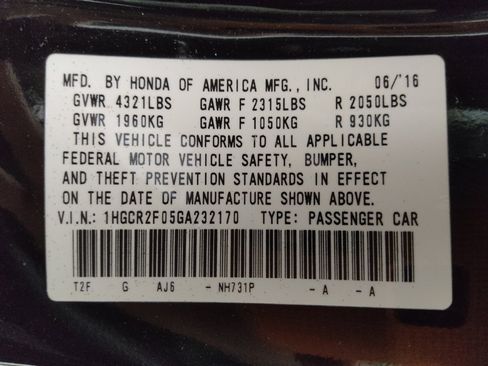 MFD. BY HONDA OF AMERICA MFG., INC. 06/'16
GVWR 4321LBS GAWR F 2315LBS R 2050LBS
GVWR 1960KG GAWR F 1050KG R 930KG
THIS VEHICLE CONFORMS TO ALL APPLICABLE
FEDERAL MOTOR VEHICLE SAFETY, BUMPER,
AND THEFT PREVENTION STANDARDS IN EFFECT
ON THE DATE OF MANUFACTURE SHOWN ABOVE.
V.I.N.: 1HGCR2F05GA232170 TYPE: PASSENGER CAR
T2F G AJ6 - NH731P - A - A